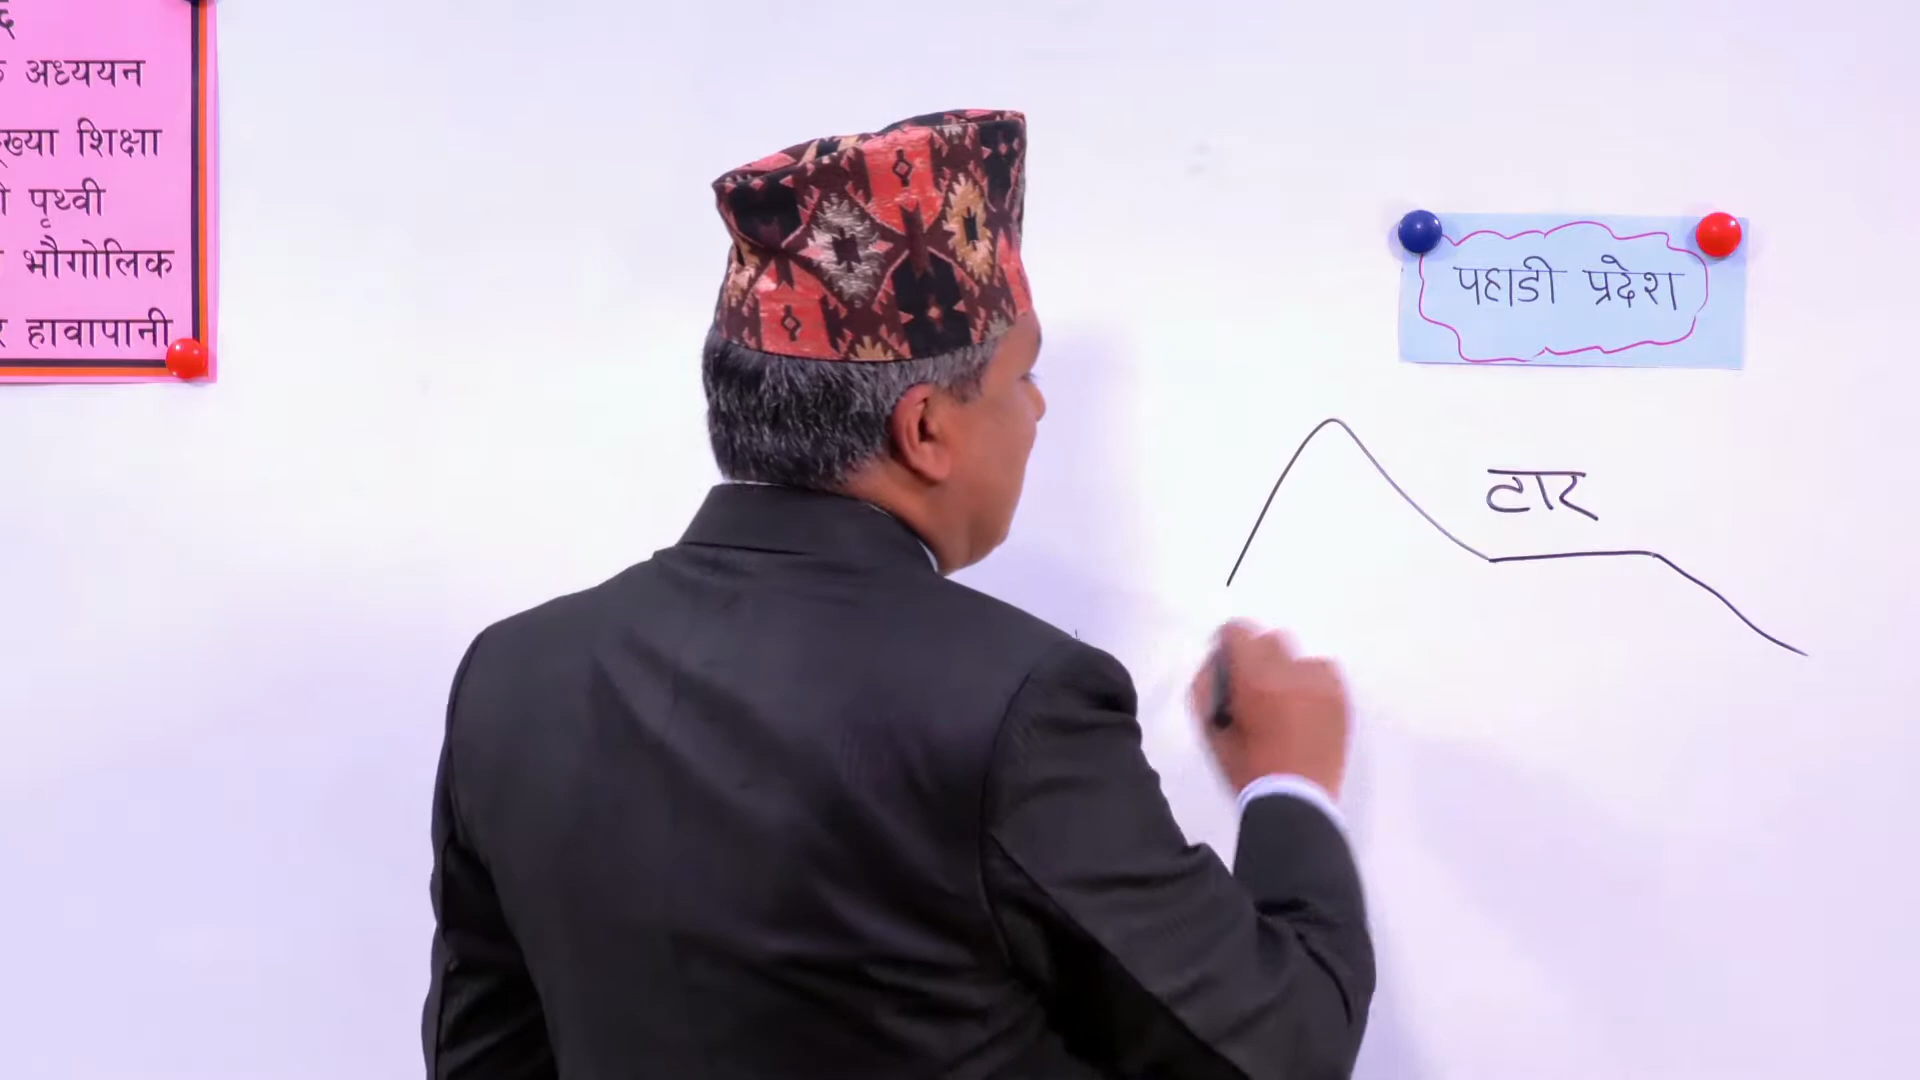 अध्ययन
शिक्षा
पृथ्वी
भौगोलिक
हावापानी
पहाडी प्रदेश
टार